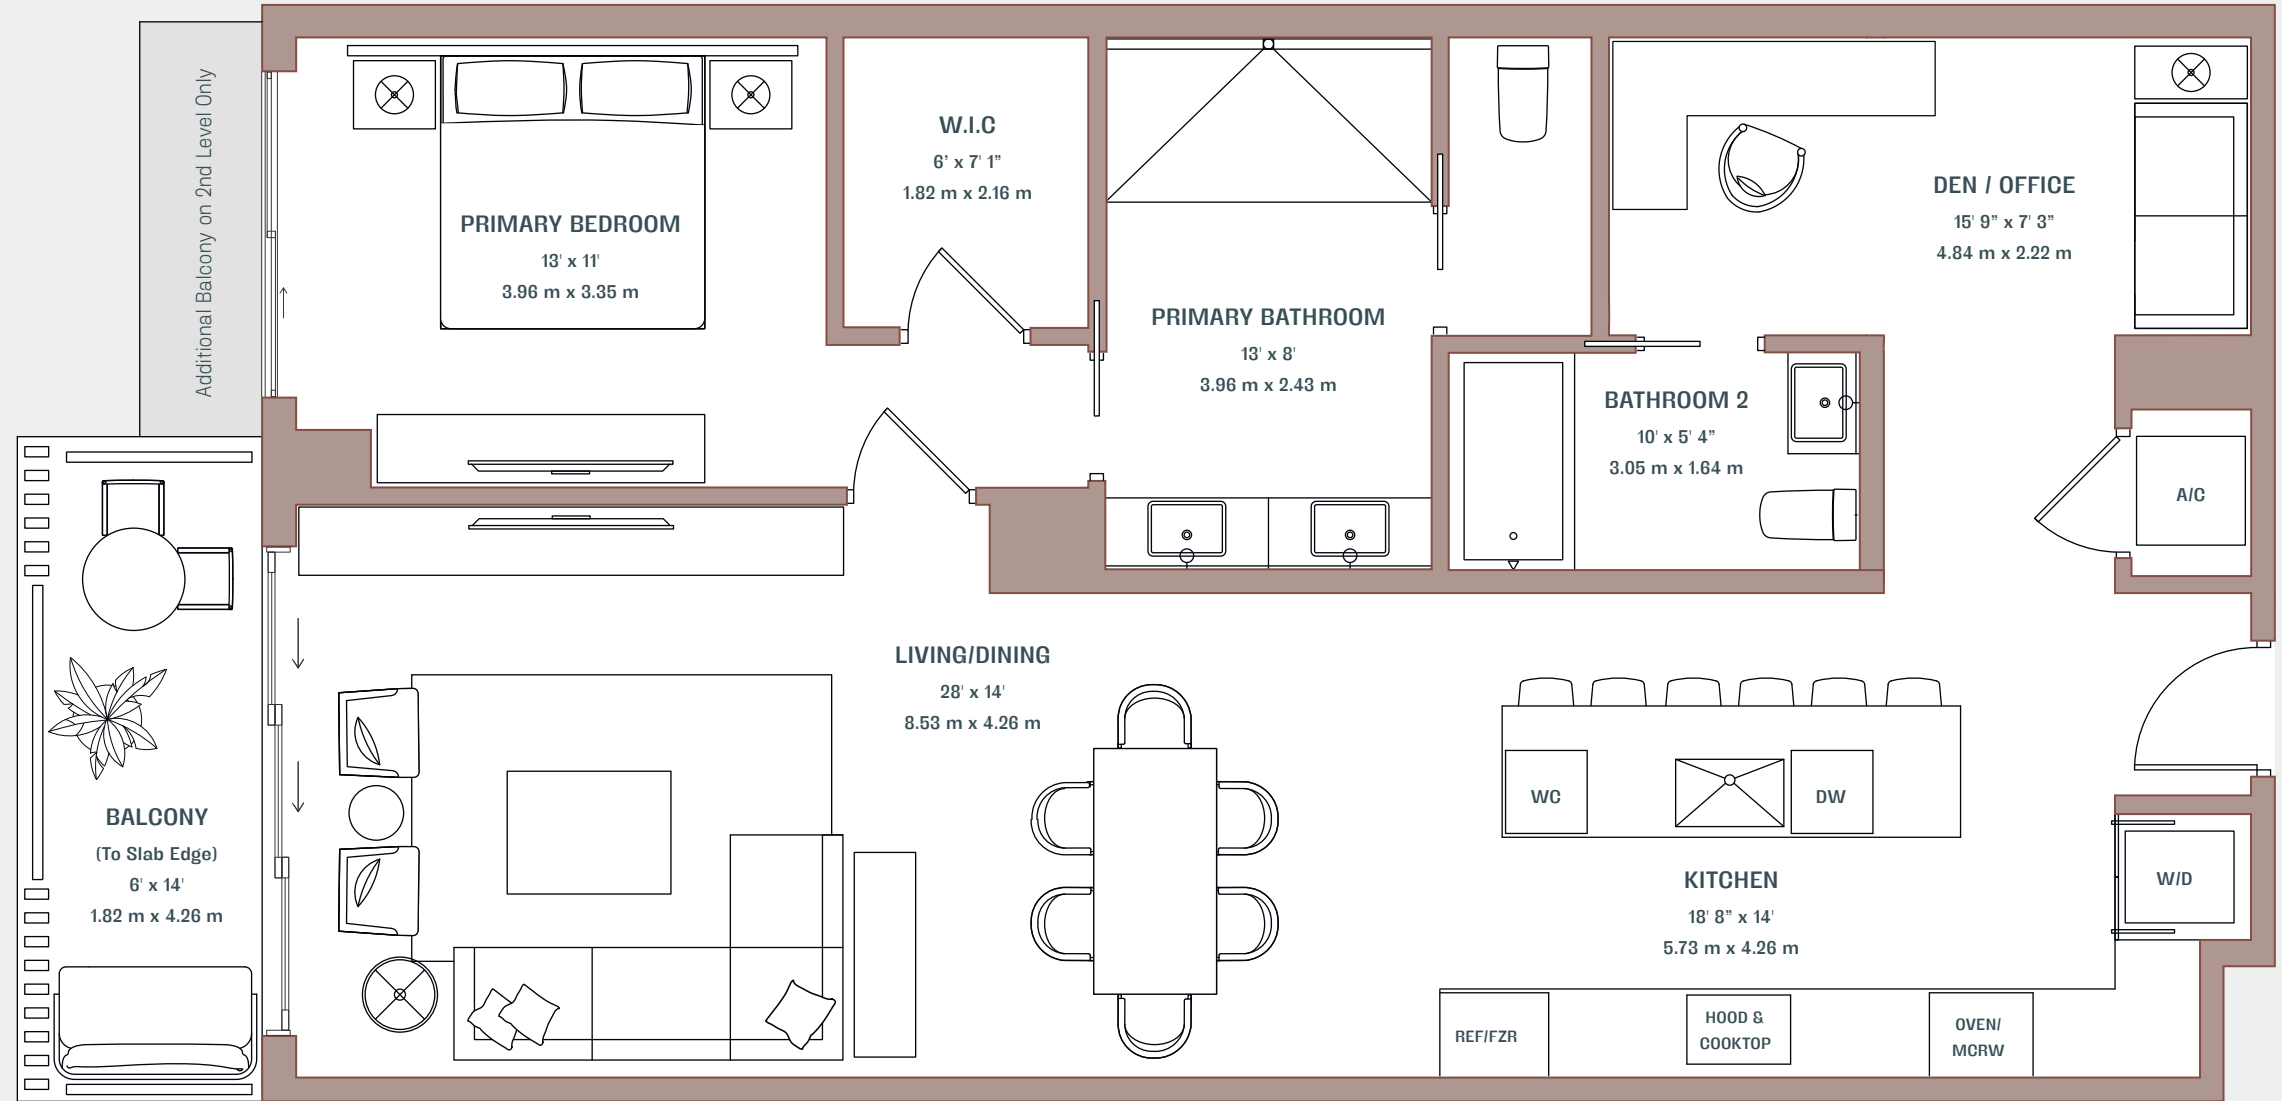 Additional Balcony on 2nd Level Only
PRIMARY BEDROOM
13' x 11'
3.96 m x 3.35 m
W.I.C
6' x 7' 1"
1.82 m x 2.16 m
PRIMARY BATHROOM
13' x 8'
3.96 m x 2.43 m
DEN / OFFICE
15' 9" x 7' 3"
4.84 m x 2.22 m
BATHROOM 2
10' x 5' 4"
3.05 m x 1.64 m
A/C
LIVING/DINING
28' x 14'
8.53 m x 4.26 m
BALCONY
(To Slab Edge)
6' x 14'
1.82 m x 4.26 m
WC
DW
KITCHEN
18' 8" x 14'
5.73 m x 4.26 m
W/D
REF/FZR
HOOD &
COOKTOP
OVEN/
MCRW